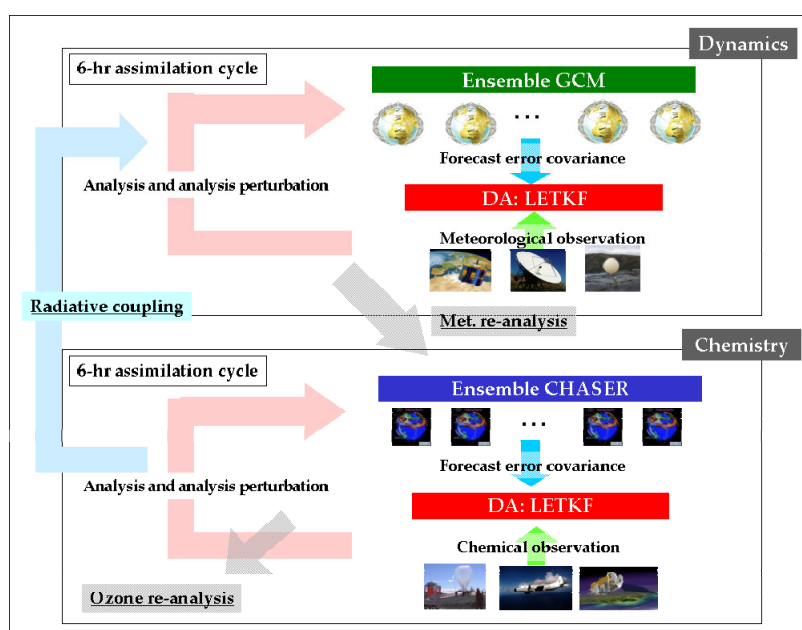 Dynamics
6-hr assimilation cycle
Ensemble GCM
...
Forecast error covariance
Analysis and analysis perturbation
DA: LETKF
Meteorological observation
Radiative coupling
Met. re-analysis
Chemistry
6-hr assimilation cycle
Ensemble CHASER
...
Forecast error covariance
Analysis and analysis perturbation
DA: LETKF
Chemical observation
Ozone re-analysis